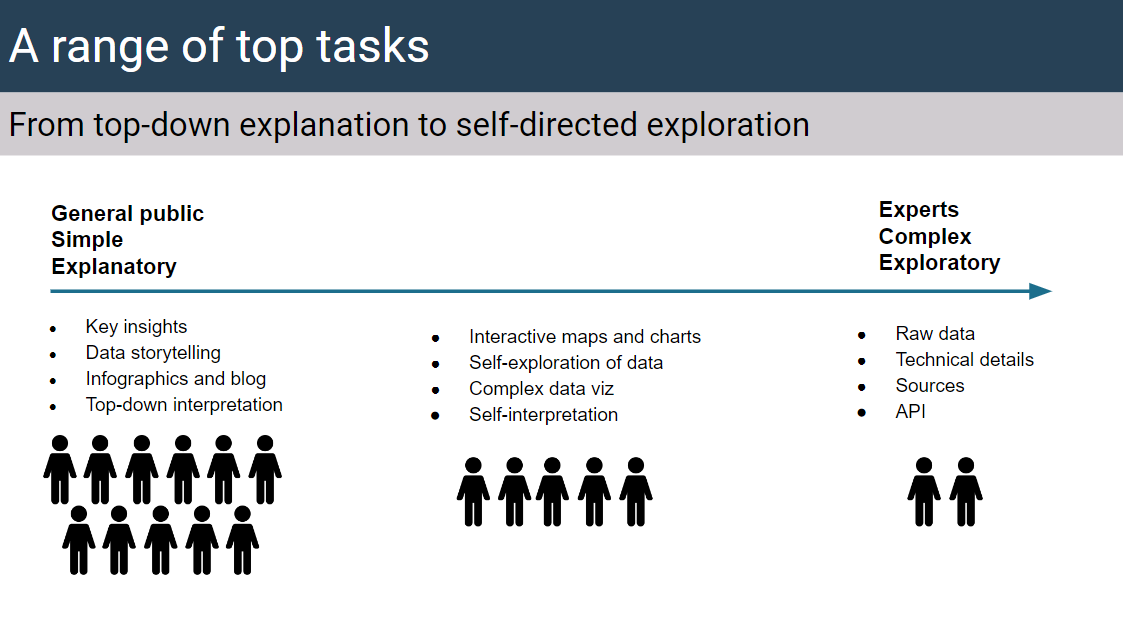 A range of top tasks
From top-down explanation to self-directed exploration
General public
Simple
Explanatory
Experts
Complex
Exploratory
• Key insights
• Data storytelling
• Infographics and blog
• Top-down interpretation
• Interactive maps and charts
• Self-exploration of data
• Complex data viz
• Self-interpretation
• Raw data
• Technical details
• Sources
• API